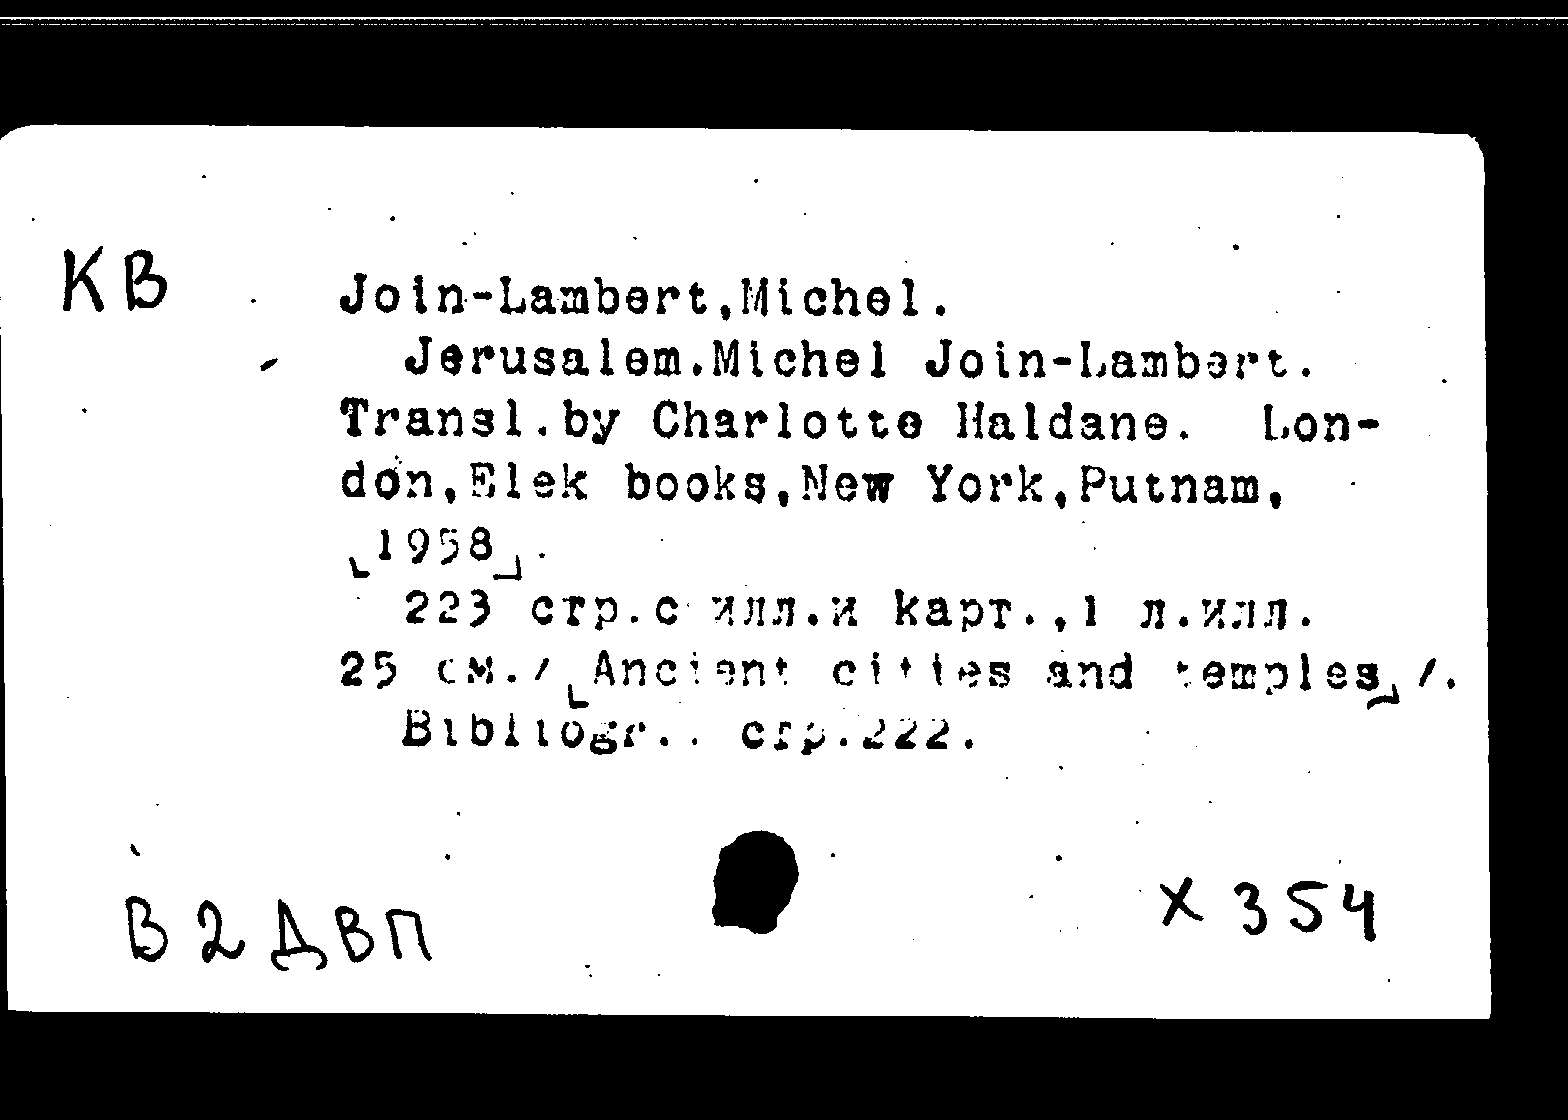 КВ
Join-Lambert,Michel.
Jerusalem.Michel Join-Lambert.
Transl.by Charlotte Haldane. Lon-
don,Elek books,New York,Putnam,
[1958].
223 стр.с илл.и карт.,1 л.илл.
25 см./[Ancient cities and temples]/.
Bibliogr.: стр.222.
В2ДВП
X354